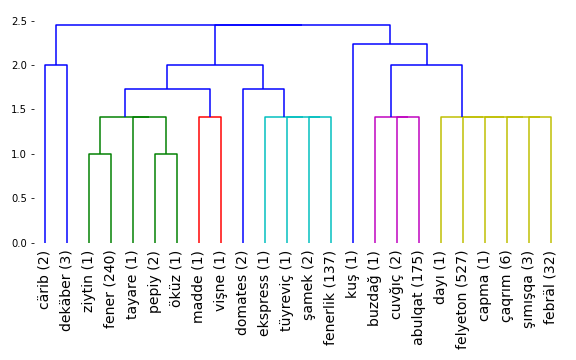 2.5
2.0
1.5
1.0
0.5
0.0
cärib (2)
dekäber (3)
ziytin (1)
fener (240)
tayare (1)
pepiy (2)
öküz (1)
madde (1)
vişne (1)
domates (2)
ekspress (1)
tüyreviç (1)
şamek (2)
fenerlik (137)
kuş (1)
buzdağ (1)
cuvğıç (2)
abulqat (175)
dayı (1)
felyeton (527)
capma (1)
çaqrım (6)
şımışqa (3)
febräl (32)